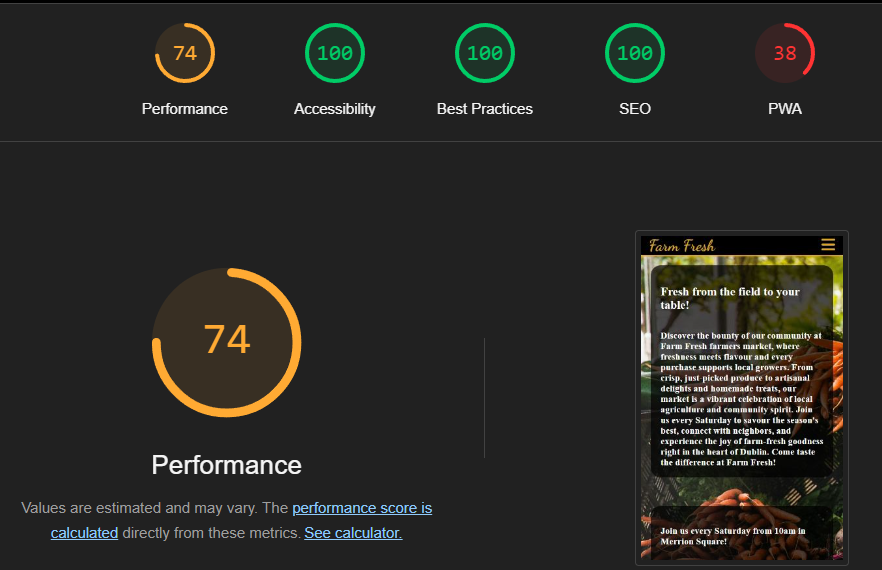 74 100 100 100 38
Performance Accessibility Best Practices SEO PWA
74
Performance
Values are estimated and may vary. The performance score is
calculated directly from these metrics. See calculator.
Farm Fresh
Fresh from the field to your
table!
Discover the bounty of our community at
Farm Fresh farmers market, where
freshness meets flavour and every
purchase supports local growers. From
crisp, just-picked produce to artisanal
delights and homemade treats, our
market is a vibrant celebration of local
agriculture and community spirit. Join
us every Saturday to savour the season's
best, connect with neighbors, and
experience the joy of farm-fresh goodness
right in the heart of Dublin. Come taste
the difference at Farm Fresh!
Join us every Saturday from 10am in
Merrion Square!